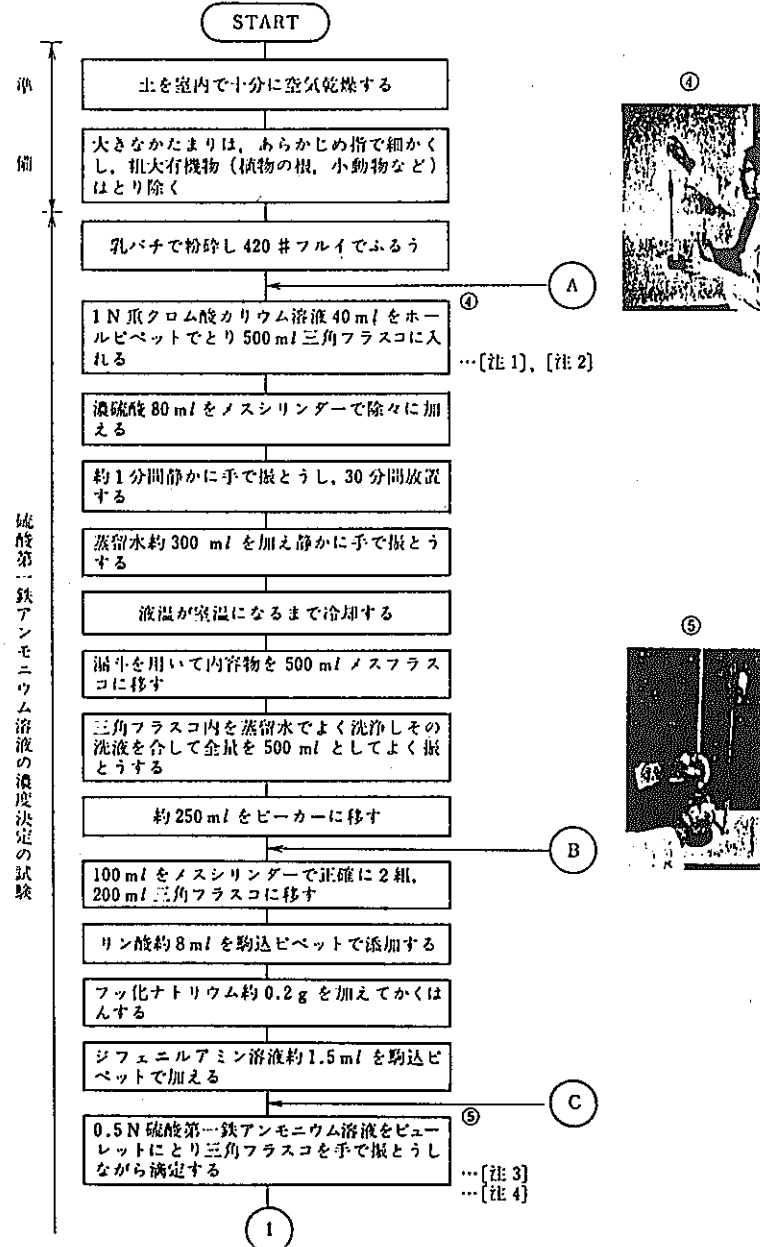 START
準備
土を室内で十分に空気乾燥する
大きなかたまりは，あらかじめ指で細かく
し，粗大有機物（植物の根，小動物など）
はとり除く
乳バチで粉砕し 420 # フルイでふるう
A
④
1 N 重クロム酸カリウム溶液 40 ml をホー
ルピペットでとり 500 ml 三角フラスコに入
れる
…[注 1]，[注 2]
濃硫酸 80 ml をメスシリンダーで除々に加
える
約 1 分間静かに手で振とうし，30 分間放置
する
蒸留水約 300 ml を加え静かに手で振とう
する
液温が室温になるまで冷却する
漏斗を用いて内容物を 500 ml メスフラス
コに移す
三角フラスコ内を蒸留水でよく洗浄しその
洗液を合して全量を 500 ml としてよく振
とうする
約 250 ml をビーカーに移す
B
100 ml をメスシリンダーで正確に 2 組，
200 ml 三角フラスコに移す
リン酸約 8 ml を駒込ピペットで添加する
フッ化ナトリウム約 0.2 g を加えてかくは
んする
ジフェニルアミン溶液約 1.5 ml を駒込ピ
ペットで加える
C
⑤
0.5 N 硫酸第一鉄アンモニウム溶液をビュー
レットにとり三角フラスコを手で振とうし
ながら滴定する
…[注 3]
…[注 4]
1
硫酸第一鉄アンモニウム溶液の濃度決定の試験
④
⑤